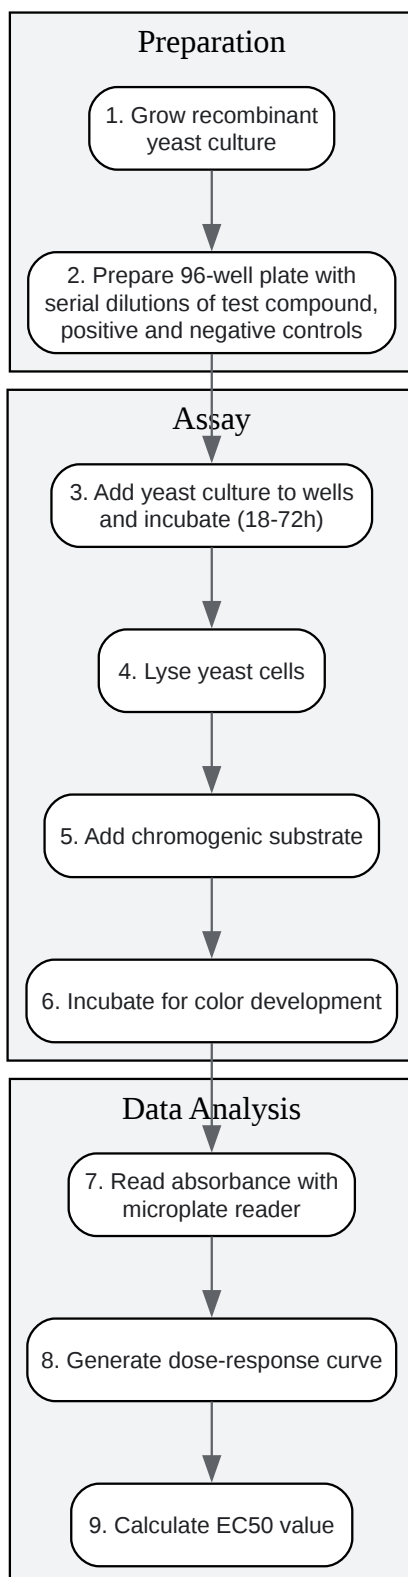 Preparation
1. Grow recombinant
yeast culture
2. Prepare 96-well plate with
serial dilutions of test compound,
positive and negative controls
Assay
3. Add yeast culture to wells
and incubate (18-72h)
4. Lyse yeast cells
5. Add chromogenic substrate
6. Incubate for color development
Data Analysis
7. Read absorbance with
microplate reader
8. Generate dose-response curve
9. Calculate EC50 value